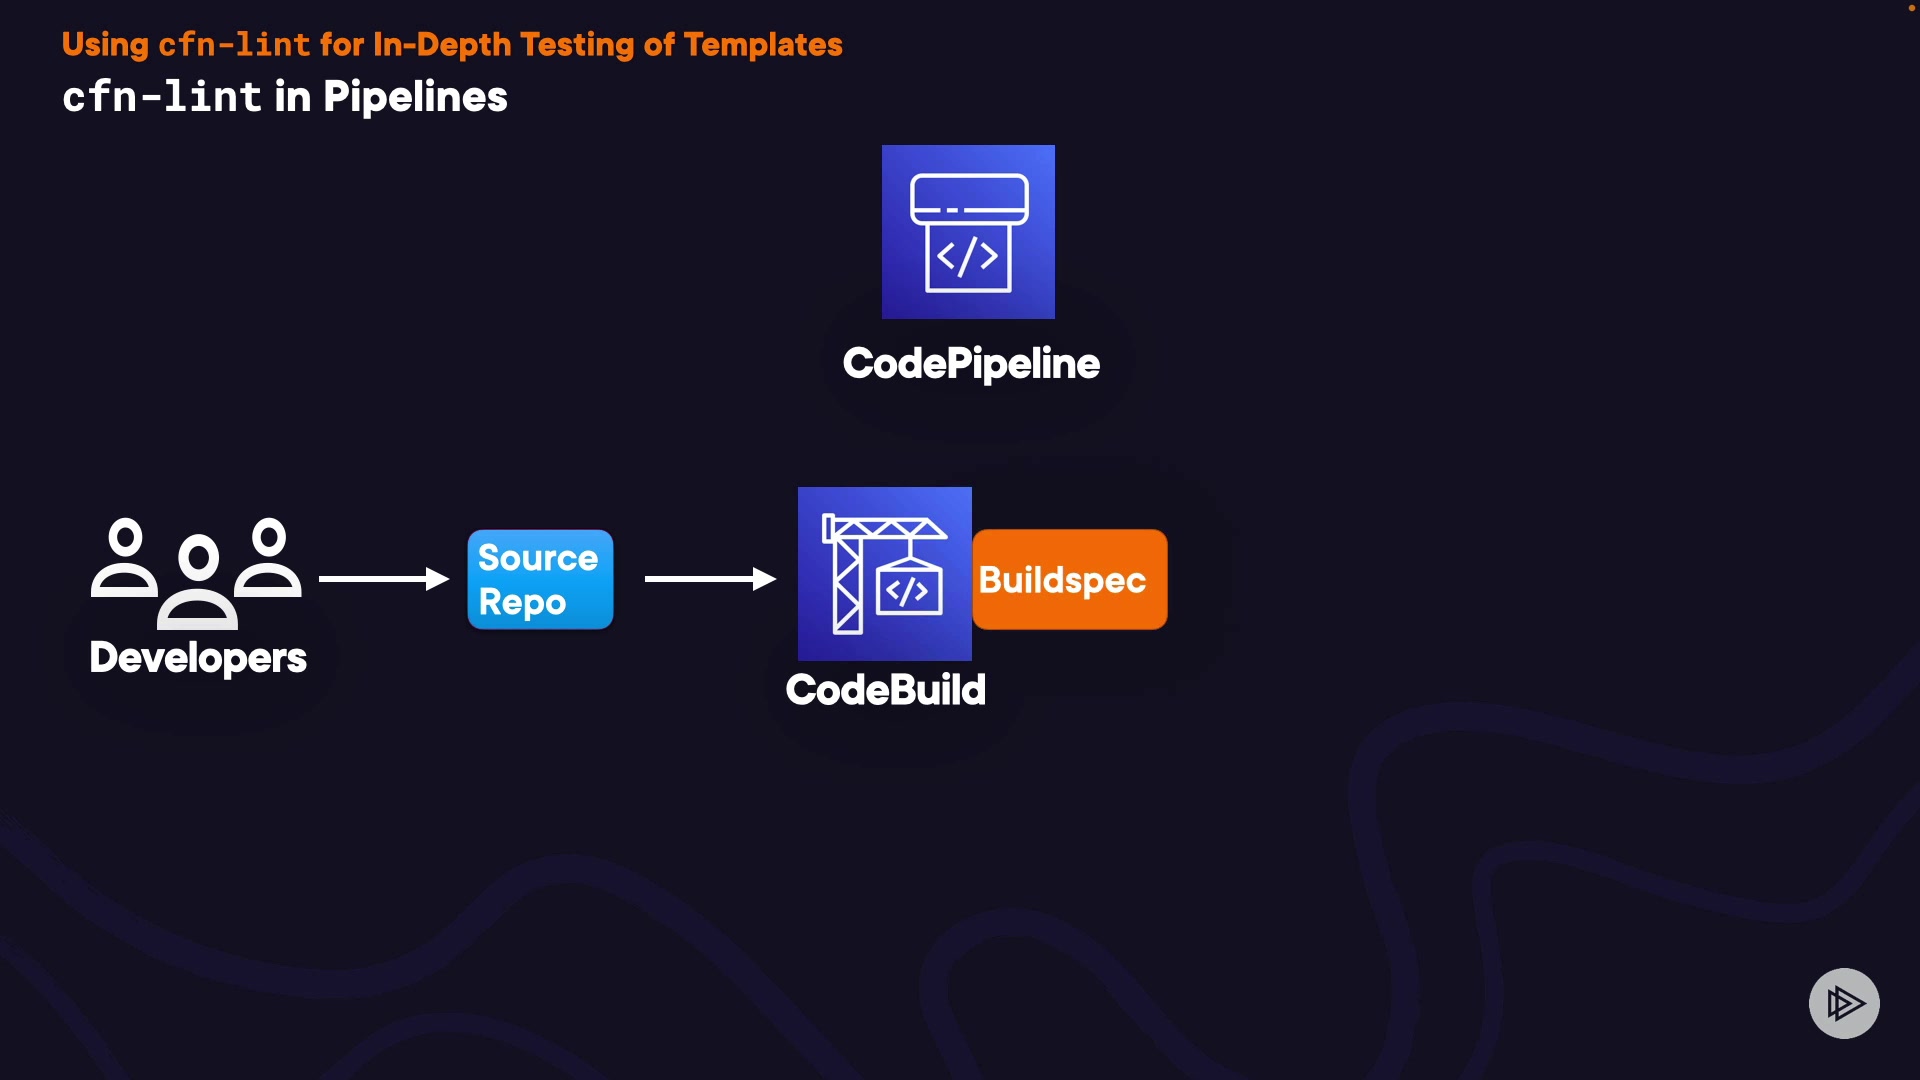 Using cfn-lint for In-Depth Testing of Templates
cfn-lint in Pipelines
</>
CodePipeline
Source
Repo
</>
Buildspec
Developers
CodeBuild